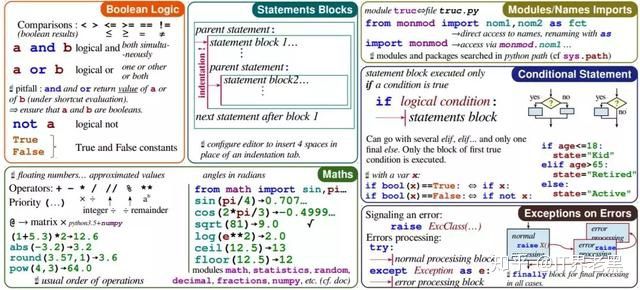 Boolean Logic
Comparisons : < > <= >= == !=
(boolean results) ≤ ≥ = ≠
a and b logical and both simulta-
-neously
a or b logical or one or other
or both
pitfall : and and or return value of a or
of b (under shortcut evaluation).
⇒ ensure that a and b are booleans.
not a logical not
True
False
True and False constants
Statements Blocks
parent statement:
statement block 1…
⋮
parent statement:
statement block2…
⋮
next statement after block 1
indentation !
configure editor to insert 4 spaces in
place of an indentation tab.
Modules/Names Imports
module truc⇔file truc.py
from monmod import nom1,nom2 as fct
→direct access to names, renaming with as
import monmod →access via monmod.nom1…
modules and packages searched in python path (cf sys.path)
Conditional Statement
statement block executed only
if a condition is true
if logical condition:
statements block
yes
no
?
yes
no
?
Can go with several elif, elif... and only one
final else. Only the block of first true
condition is executed.
with a var x:
if bool(x)==True: ⇔ if x:
if bool(x)==False: ⇔ if not x:
if age<=18:
state="Kid"
elif age>65:
state="Retired"
else:
state="Active"
Maths
floating numbers… approximated values
angles in radians
Operators: + - * / // % **
Priority (…) × ÷ aᵇ
integer ÷ ÷ remainder
@ → matrix × python3.5+numpy
(1+5.3)*2→12.6
abs(-3.2)→3.2
round(3.57,1)→3.6
pow(4,3)→64.0
usual order of operations
from math import sin,pi…
sin(pi/4)→0.707…
cos(2*pi/3)→-0.4999…
sqrt(81)→9.0 √
log(e**2)→2.0
ceil(12.5)→13
floor(12.5)→12
modules math, statistics, random,
decimal, fractions, numpy, etc. (cf. doc)
Exceptions on Errors
Signaling an error:
raise ExcClass(…)
Errors processing:
try:
normal procesising block
except Exception as e:
error processing block
normal
raise X()
processing
error
processing
raise
finally block for final processing
in all cases.
知乎 @IT界老黑